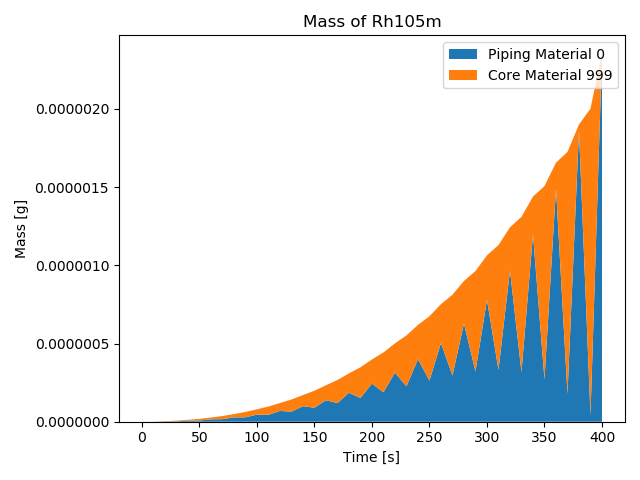 Mass of Rh105m
Piping Material 0
Core Material 999
Mass [g]
0.0000020
0.0000015
0.0000010
0.0000005
0.0000000
0 50 100 150 200 250 300 350 400
Time [s]